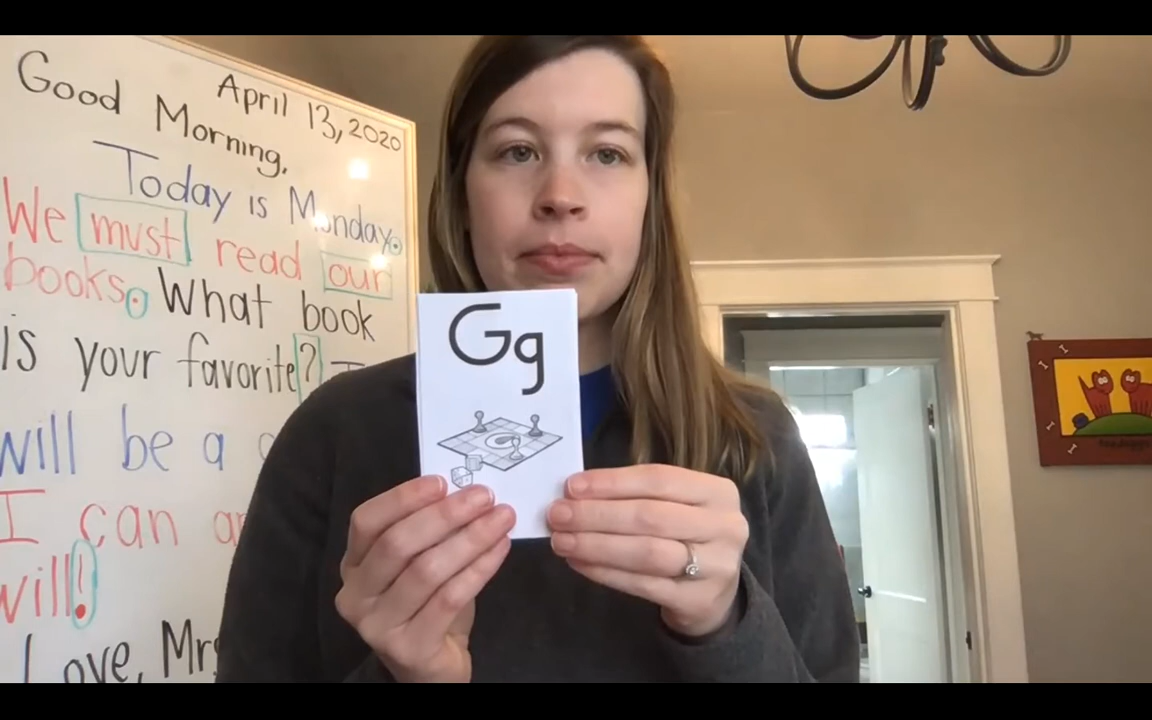 April 13, 2020
Good Morning,
Today is Monday.
We must read our
books. What book
is your favorite?
will be a
I can
will!
Love, Mrs
Gg